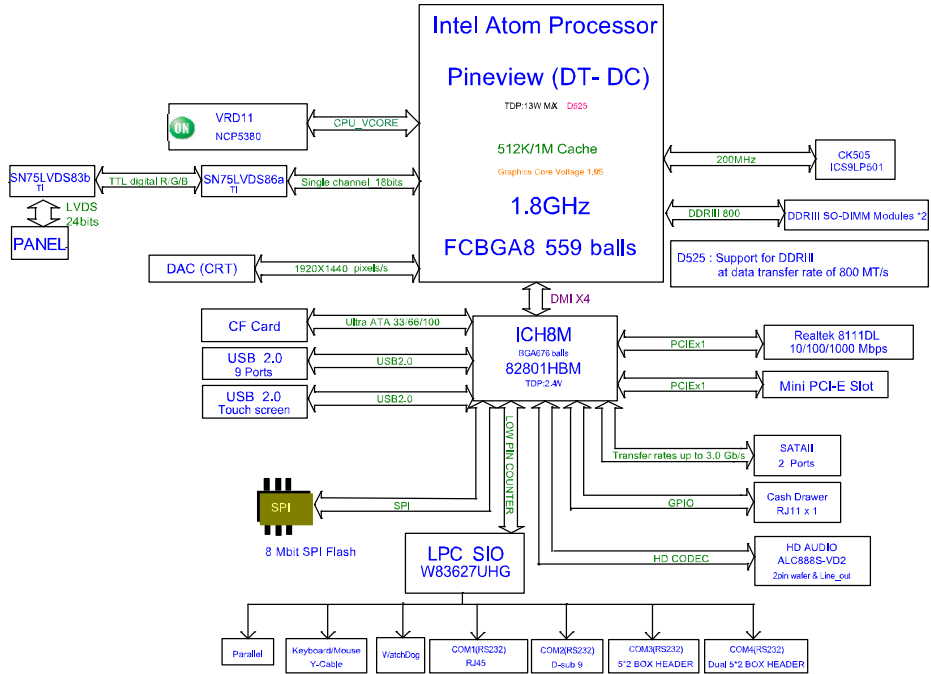 Intel Atom Processor
Pineview (DT- DC)
TDP:13W MAX D525
512K/1M Cache
Graphics Core Voltage 1.05
1.8GHz
FCBGA8 559 balls
ON
VRD11
NCP5380
CPU_VCORE
SN75LVDS83b
TI
TTL digital R/G/B
SN75LVDS86a
TI
Single channel 18bits
LVDS
24bits
PANEL
DAC (CRT)
1920X1440 pixels/s
200MHz
CK505
ICS9LP501
DDRIII 800
DDRIII SO-DIMM Modules *2
D525 : Support for DDRIII
at data transfer rate of 800 MT/s
DMI X4
CF Card
Ultra ATA 33/66/100
USB 2.0
9 Ports
USB2.0
USB 2.0
Touch screen
USB2.0
ICH8M
BGA676 balls
82801HBM
TDP:2.4W
PCIEx1
Realtek 8111DL
10/100/1000 Mbps
PCIEx1
Mini PCI-E Slot
Transfer rates up to 3.0 Gb/s
SATAII
2 Ports
GPIO
Cash Drawer
RJ11 x 1
HD CODEC
HD AUDIO
ALC888S-VD2
2pin wafer & Line_out
LOW PIN COUNTER
SPI
SPI
8 Mbit SPI Flash
LPC SIO
W83627UHG
Parallel
Keyboard/Mouse
Y-Cable
WatchDog
COM1(RS232)
RJ45
COM2(RS232)
D-sub 9
COM3(RS232)
5*2 BOX HEADER
COM4(RS232)
Dual 5*2 BOX HEADER